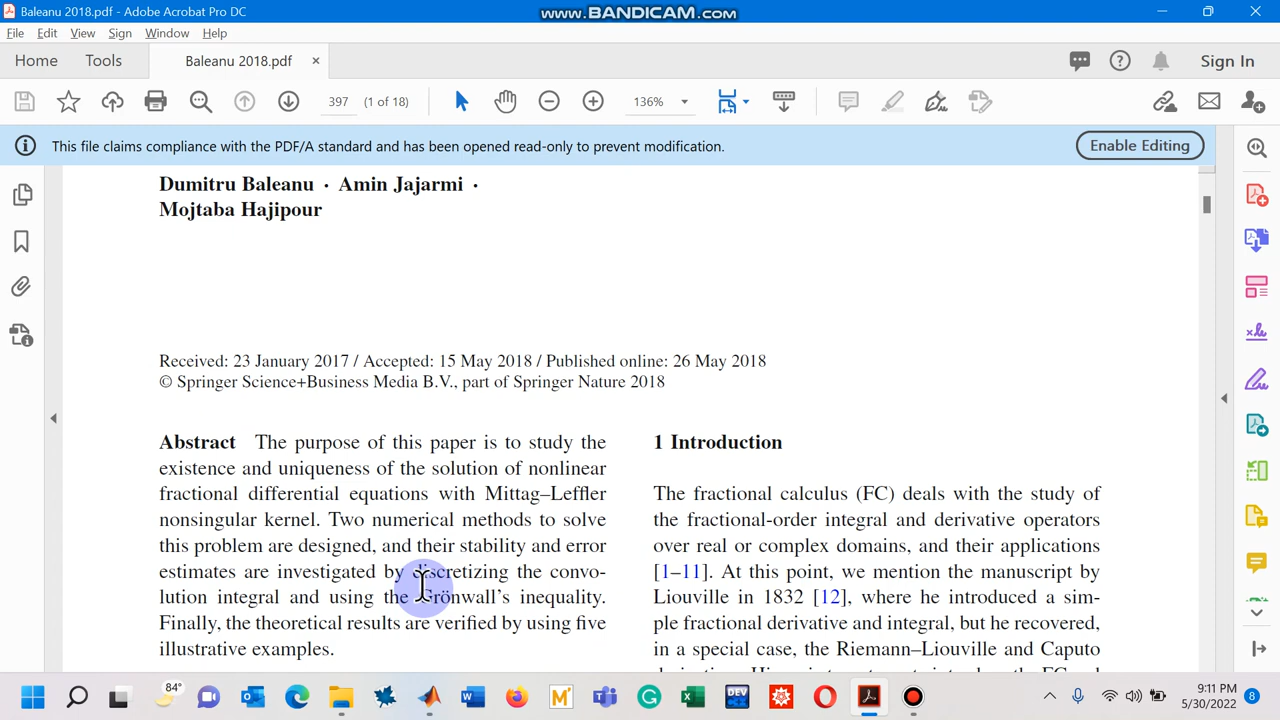 Baleanu 2018.pdf - Adobe Acrobat Pro DC
www.BANDICAM.com
File Edit View Sign Window Help
Home Tools Baleanu 2018.pdf × Sign In
397 (1 of 18) 136%
This file claims compliance with the PDF/A standard and has been opened read-only to prevent modification. Enable Editing
Dumitru Baleanu · Amin Jajarmi ·
Mojtaba Hajipour
Received: 23 January 2017 / Accepted: 15 May 2018 / Published online: 26 May 2018
© Springer Science+Business Media B.V., part of Springer Nature 2018
Abstract The purpose of this paper is to study the
existence and uniqueness of the solution of nonlinear
fractional differential equations with Mittag–Leffler
nonsingular kernel. Two numerical methods to solve
this problem are designed, and their stability and error
estimates are investigated by discretizing the convo-
lution integral and using the Grönwall's inequality.
Finally, the theoretical results are verified by using five
illustrative examples.
1 Introduction
The fractional calculus (FC) deals with the study of
the fractional-order integral and derivative operators
over real or complex domains, and their applications
[1–11]. At this point, we mention the manuscript by
Liouville in 1832 [12], where he introduced a sim-
ple fractional derivative and integral, but he recovered,
in a special case, the Riemann–Liouville and Caputo
84°
DEV
9:11 PM
5/30/2022
8